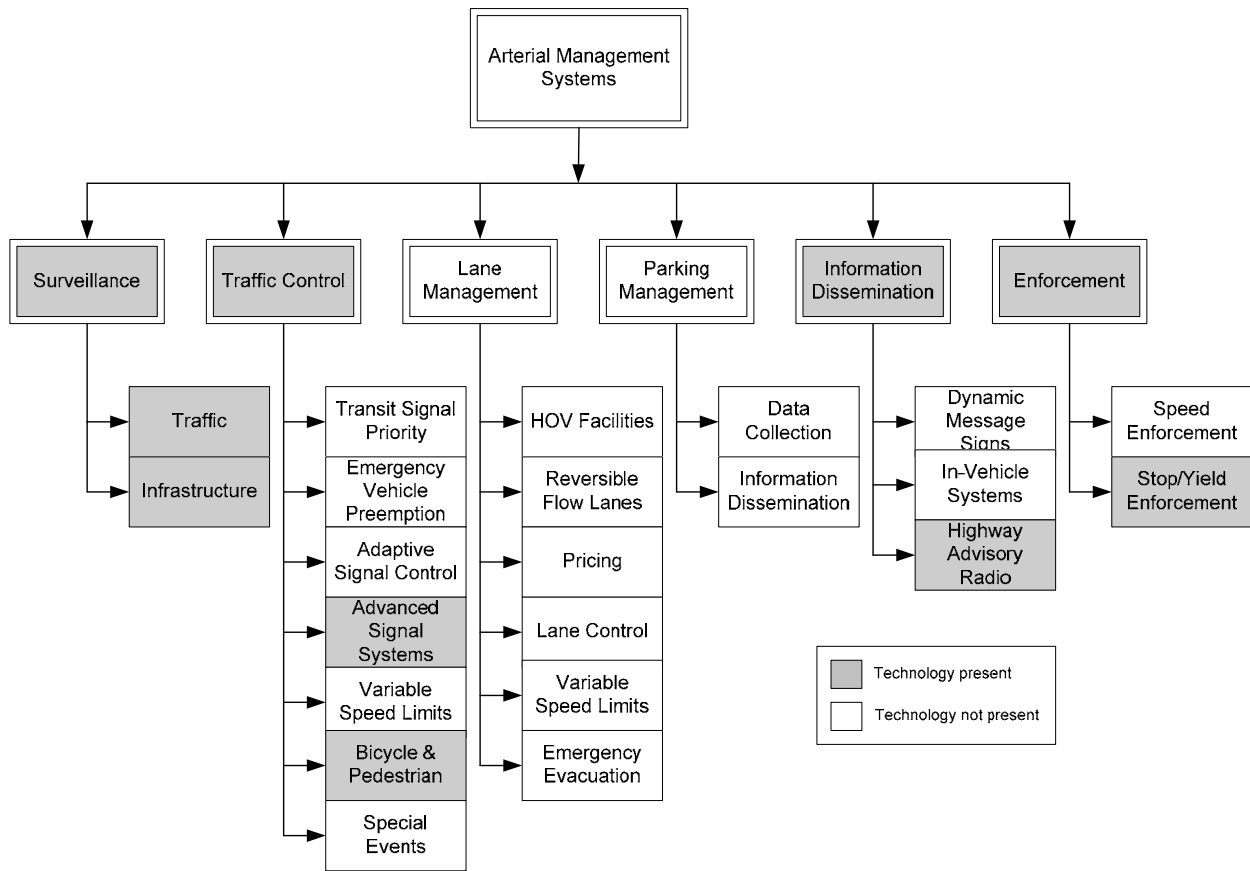 Arterial Management
Systems
Surveillance
Traffic Control
Lane
Management
Parking
Management
Information
Dissemination
Enforcement
Traffic
Infrastructure
Transit Signal
Priority
Emergency
Vehicle
Preemption
Adaptive
Signal Control
Advanced
Signal
Systems
Variable
Speed Limits
Bicycle &
Pedestrian
Special
Events
HOV Facilities
Reversible
Flow Lanes
Pricing
Lane Control
Variable
Speed Limits
Emergency
Evacuation
Data
Collection
Information
Dissemination
Dynamic
Message
Signs
In-Vehicle
Systems
Highway
Advisory
Radio
Speed
Enforcement
Stop/Yield
Enforcement
Technology present
Technology not present